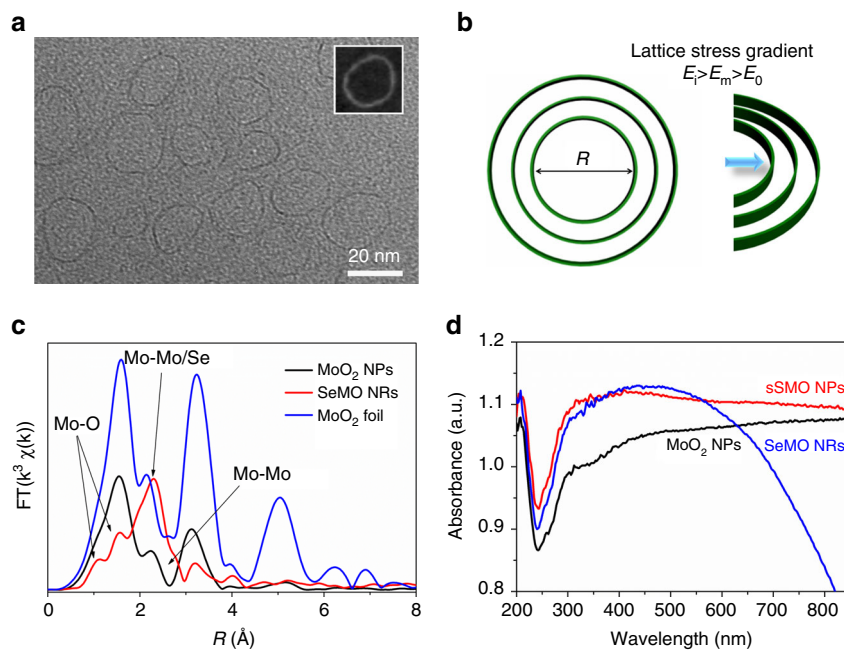 a
20 nm
b
Lattice stress gradient
Eᵢ>Eₘ>E₀
R
c
Mo-Mo/Se
MoO₂ NPs
SeMO NRs
MoO₂ foil
Mo-O
Mo-Mo
FT(k³ χ(k))
0 2 4 6 8
R (Å)
d
1.2
1.1
1.0
0.9
0.8
sSMO NPs
MoO₂ NPs
SeMO NRs
Absorbance (a.u.)
200 300 400 500 600 700 800
Wavelength (nm)